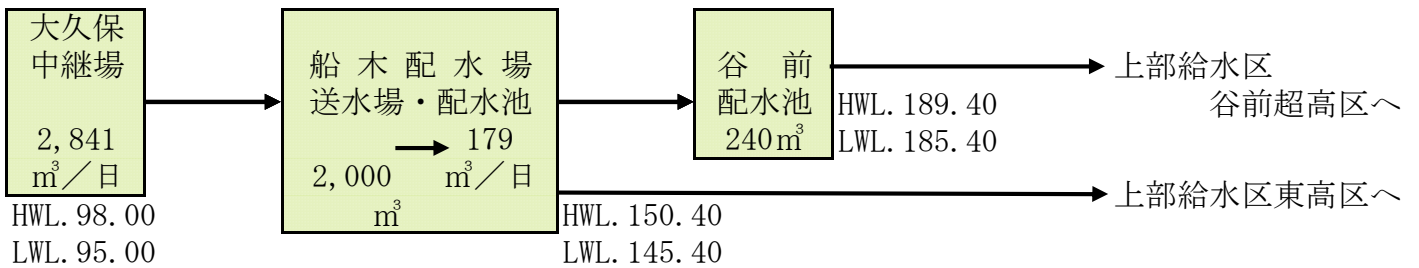 大久保
中継場
2,841
㎥／日
HWL.98.00
LWL.95.00
船木配水場
送水場・配水池
179
2,000 ㎥／日
㎥
HWL.150.40
LWL.145.40
谷前
配水池
240㎥
HWL.189.40
LWL.185.40
上部給水区
谷前超高区へ
上部給水区東高区へ